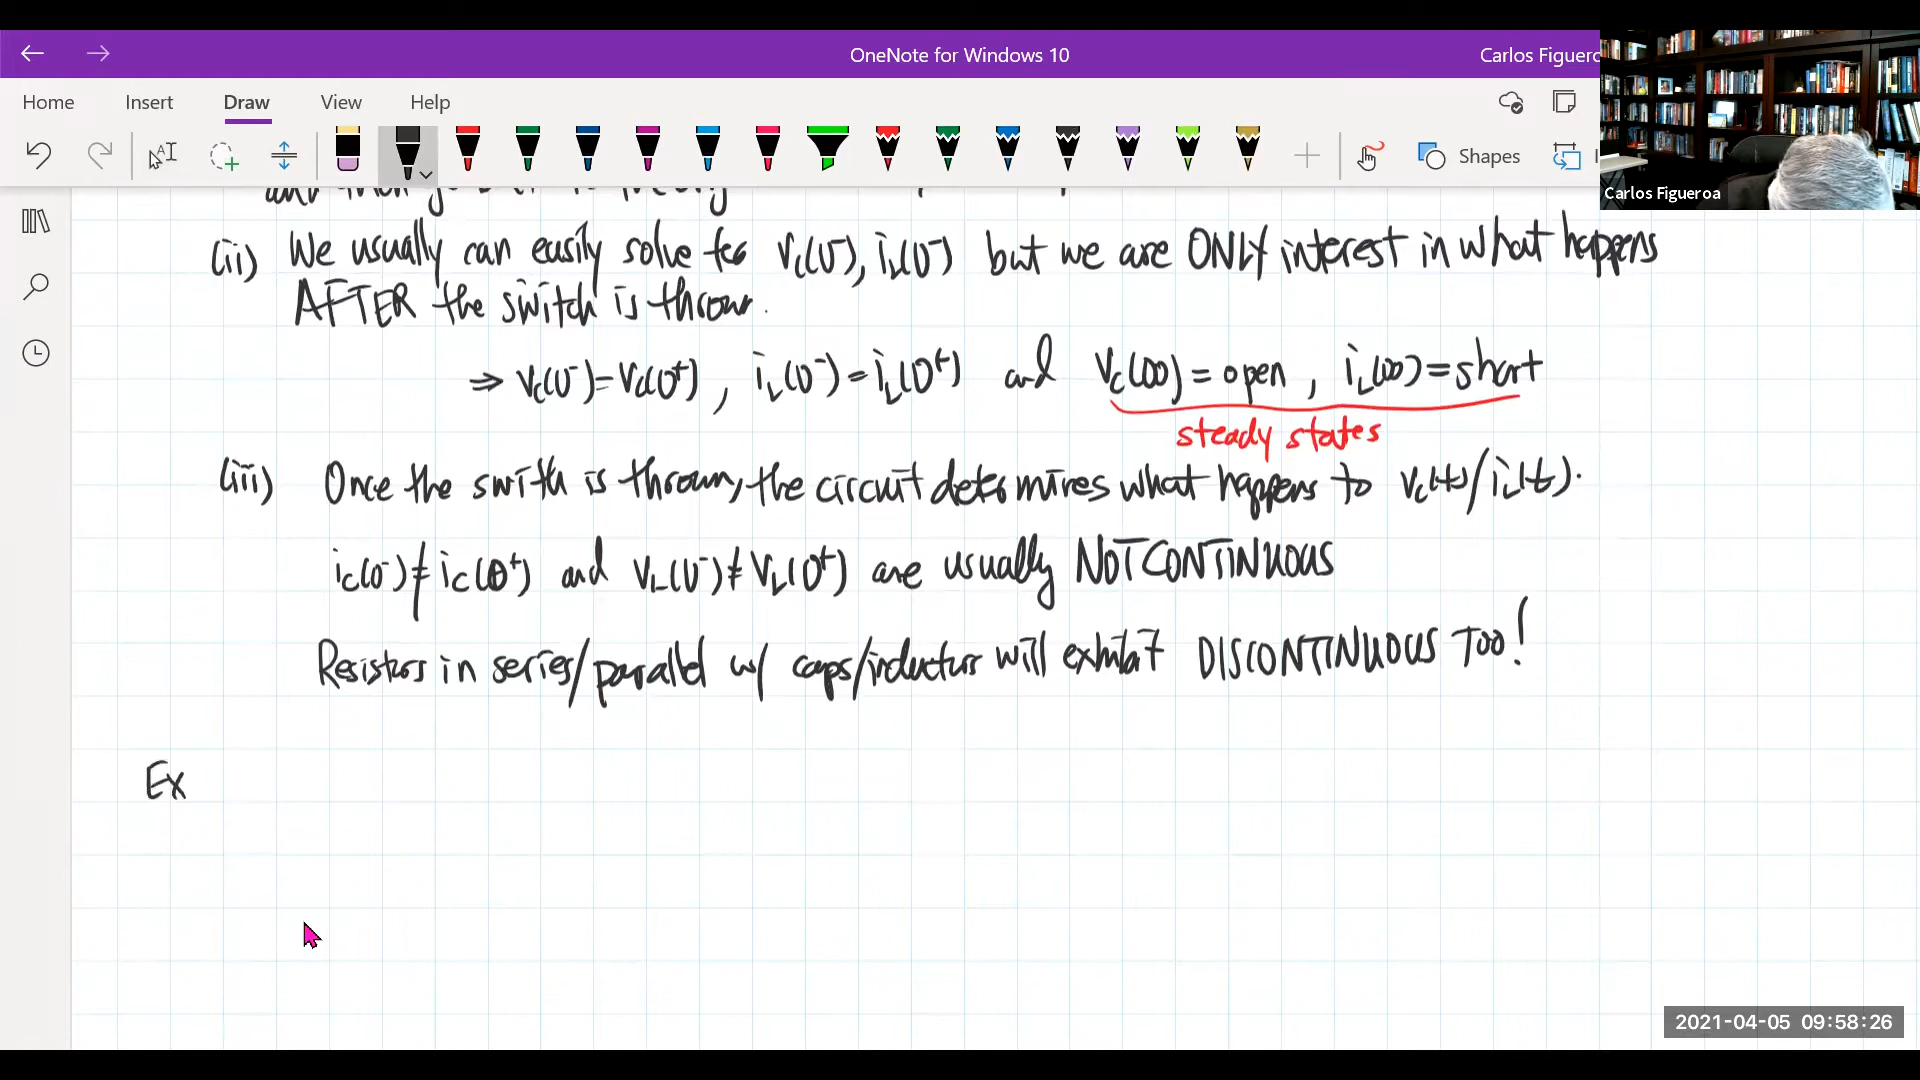 OneNote for Windows 10
Carlos Figuero
Home Insert Draw View Help
Shapes
Carlos Figueroa
(ii) We usually can easily solve for Vc(0-), iL(0-) but we are ONLY interest in what happens
AFTER the switch is thrown.
⇒ Vc(0-) = Vc(0+), iL(0-) = iL(0+) and Vc(∞) = open, iL(∞) = short
steady states
(iii) Once the swith is thrown, the circuit determines what happens to Vc(t)/iL(t).
ic(0-) ≠ ic(0+) and VL(0-) ≠ VL(0+) are usually NOT CONTINUOUS
Resistors in series/parallel w/ caps/inductors will exhibit DISCONTINUOUS TOO!
Ex
2021-04-05 09:58:26